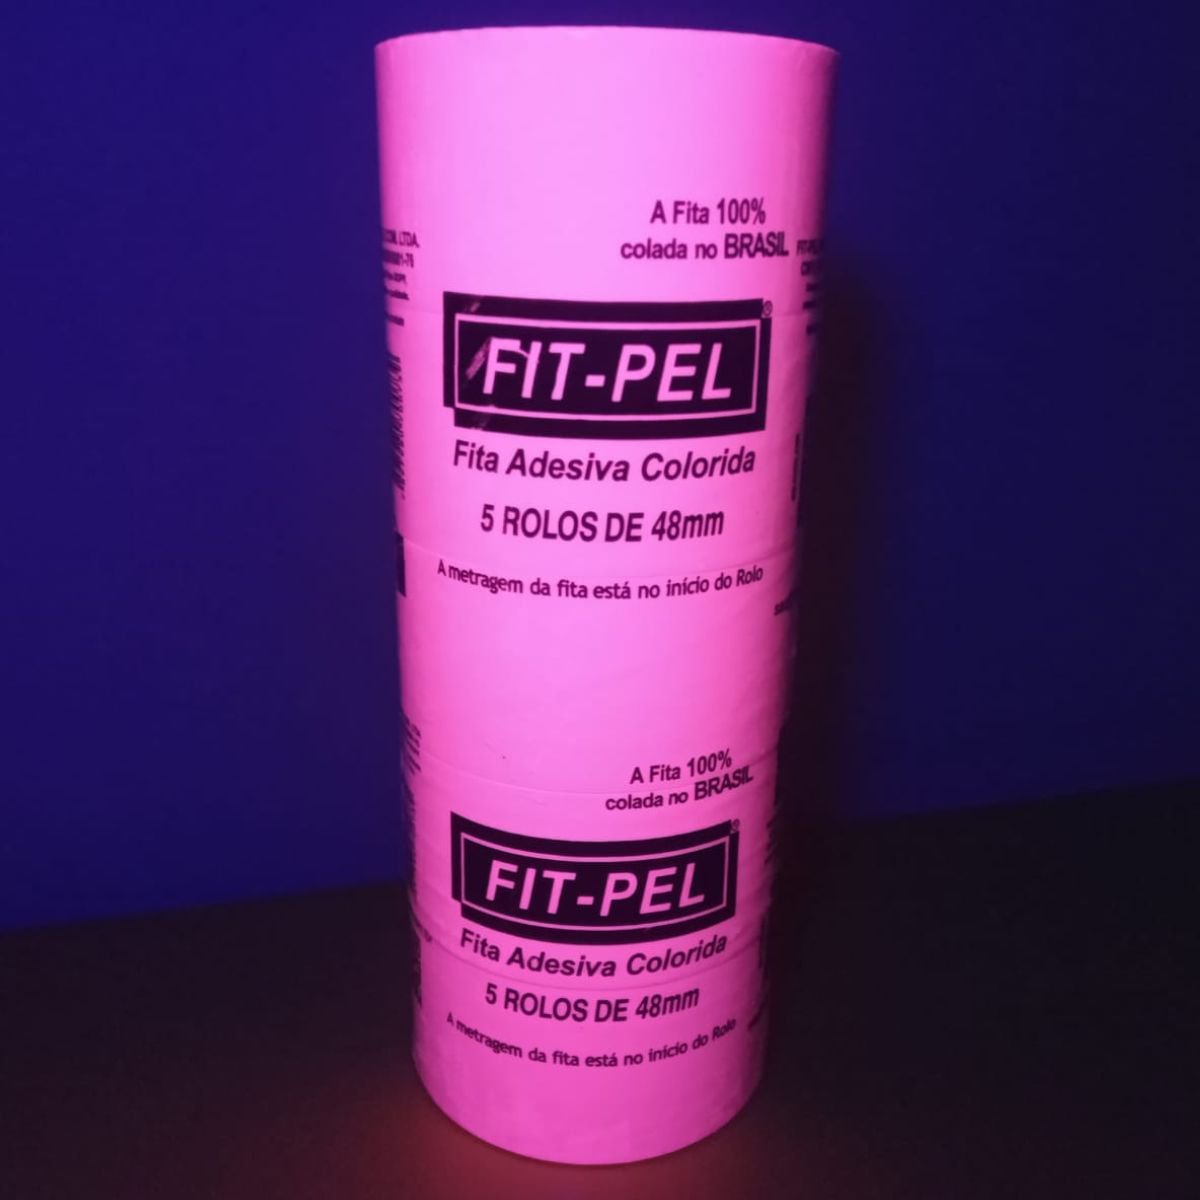 A Fita 100%
colada no BRASIL
FIT-PEL
®
Fita Adesiva Colorida
5 ROLOS DE 48mm
A metragem da fita está no início do Rolo
LTDA.
A Fita 100%
colada no BRASIL
FIT-PEL
®
Fita Adesiva Colorida
5 ROLOS DE 48mm
A metragem da fita está no início do Rolo